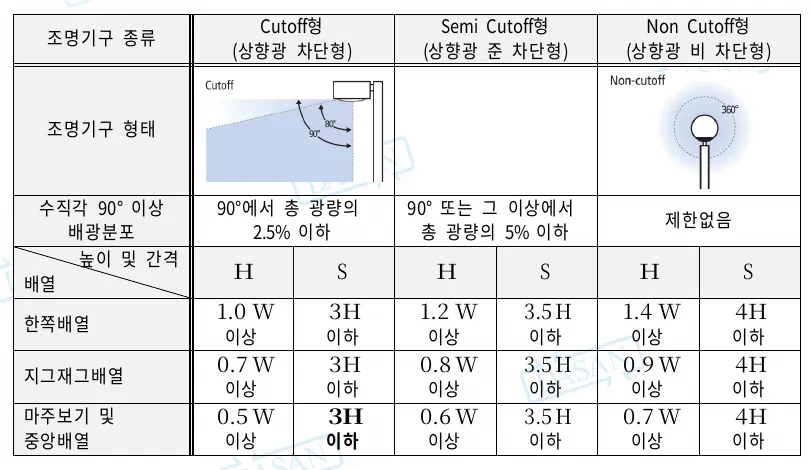 조명기구 종류
Cutoff형
(상향광 차단형)
Semi Cutoff형
(상향광 준 차단형)
Non Cutoff형
(상향광 비 차단형)
조명기구 형태
Cutoff
80°
90°
Non-cutoff
360°
수직각 90° 이상
배광분포
90°에서 총 광량의
2.5% 이하
90° 또는 그 이상에서
총 광량의 5% 이하
제한없음
높이 및 간격
배열
H S H S H S
한쪽배열
1.0 W 3H 1.2 W 3.5H 1.4 W 4H
이상 이하 이상 이하 이상 이하
지그재그배열
0.7 W 3H 0.8 W 3.5H 0.9 W 4H
이상 이하 이상 이하 이상 이하
마주보기 및
중앙배열
0.5 W 3H 0.6 W 3.5H 0.7 W 4H
이상 이하 이상 이하 이상 이하
DASAN
DASAN